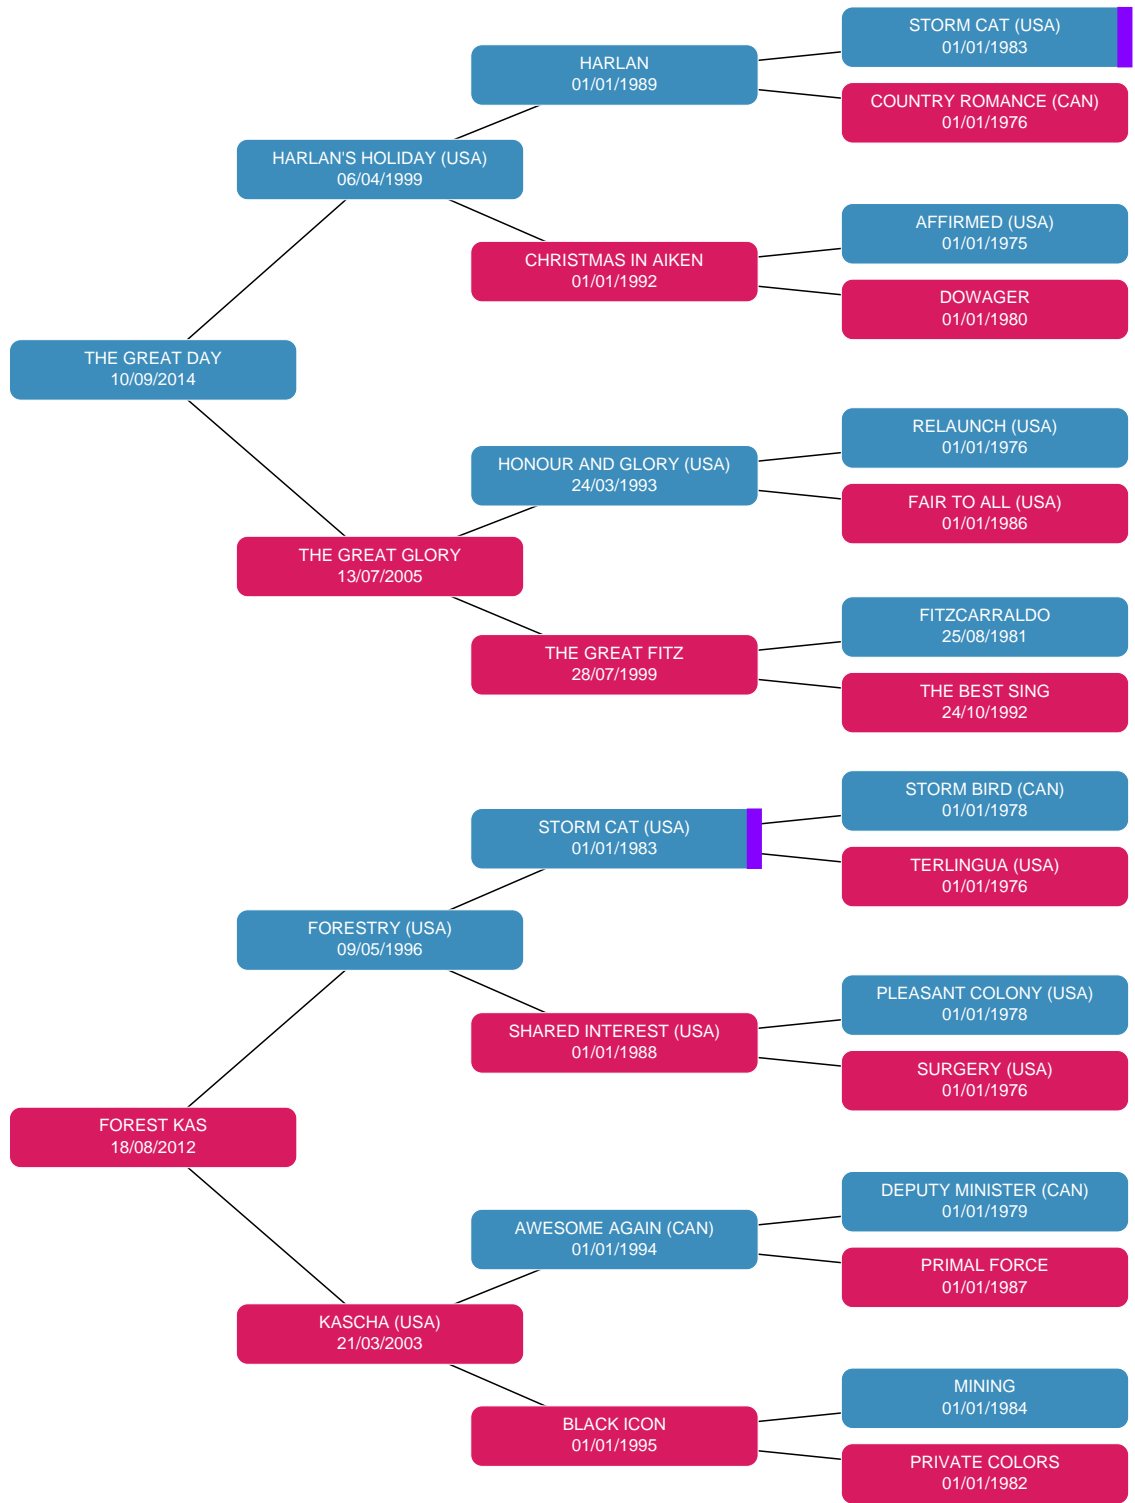 STORM CAT (USA)
01/01/1983
HARLAN
01/01/1989
COUNTRY ROMANCE (CAN)
01/01/1976
HARLAN'S HOLIDAY (USA)
06/04/1999
AFFIRMED (USA)
01/01/1975
CHRISTMAS IN AIKEN
01/01/1992
DOWAGER
01/01/1980
THE GREAT DAY
10/09/2014
RELAUNCH (USA)
01/01/1976
HONOUR AND GLORY (USA)
24/03/1993
FAIR TO ALL (USA)
01/01/1986
THE GREAT GLORY
13/07/2005
FITZCARRALDO
25/08/1981
THE GREAT FITZ
28/07/1999
THE BEST SING
24/10/1992
STORM BIRD (CAN)
01/01/1978
STORM CAT (USA)
01/01/1983
TERLINGUA (USA)
01/01/1976
FORESTRY (USA)
09/05/1996
PLEASANT COLONY (USA)
01/01/1978
SHARED INTEREST (USA)
01/01/1988
SURGERY (USA)
01/01/1976
FOREST KAS
18/08/2012
DEPUTY MINISTER (CAN)
01/01/1979
AWESOME AGAIN (CAN)
01/01/1994
PRIMAL FORCE
01/01/1987
KASCHA (USA)
21/03/2003
MINING
01/01/1984
BLACK ICON
01/01/1995
PRIVATE COLORS
01/01/1982